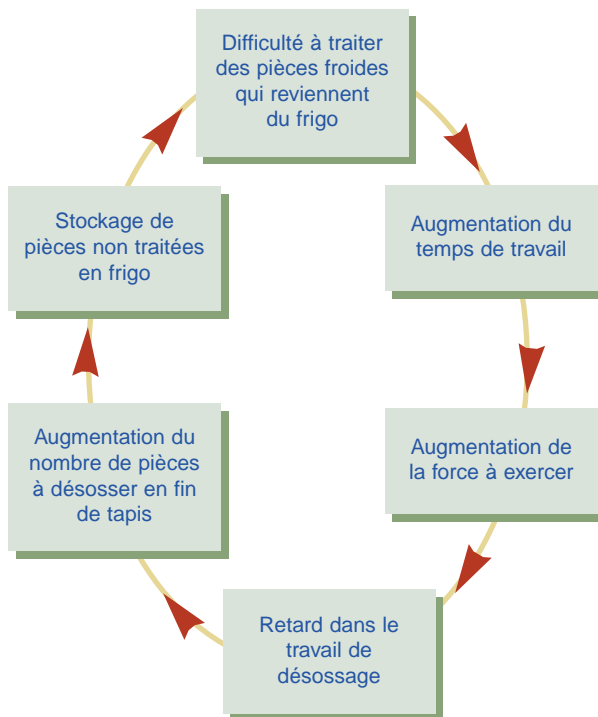 Difficulté à traiter
des pièces froides
qui reviennent
du frigo
Augmentation du
temps de travail
Augmentation de
la force à exercer
Retard dans le
travail de
désossage
Augmentation du
nombre de pièces
à désosser en fin
de tapis
Stockage de
pièces non traitées
en frigo